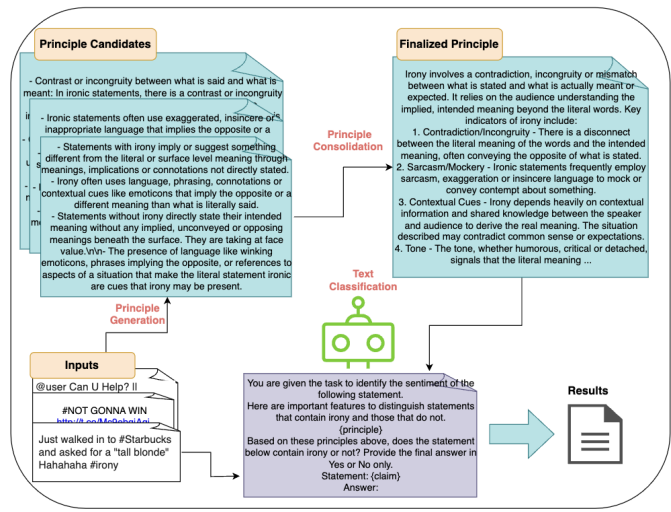 Principle Candidates
- Contrast or incongruity between what is said and what is
meant: In ironic statements, there is a contrast or incongruity
- Ironic statements often use exaggerated, insincere or
inappropriate language that implies the opposite or a
- Statements with irony imply or suggest something
different from the literal or surface level meaning through
meanings, implications or connotations not directly stated.
- Irony often uses language, phrasing, connotations or
contextual cues like emoticons that imply the opposite or a
different meaning than what is literally said.
- Statements without irony directly state their intended
meaning without any implied, unconveyed or opposing
meanings beneath the surface. They are taking at face
value.\n\n- The presence of language like winking
emoticons, phrases implying the opposite, or references to
aspects of a situation that make the literal statement ironic
are cues that irony may be present.
Principle
Consolidation
Finalized Principle
Irony involves a contradiction, incongruity or mismatch
between what is stated and what is actually meant or
expected. It relies on the audience understanding the
implied, intended meaning beyond the literal words. Key
indicators of irony include:
1. Contradiction/Incongruity - There is a disconnect
between the literal meaning of the words and the intended
meaning, often conveying the opposite of what is stated.
2. Sarcasm/Mockery - Ironic statements frequently employ
sarcasm, exaggeration or insincere language to mock or
convey contempt about something.
3. Contextual Cues - Irony depends heavily on contextual
information and shared knowledge between the speaker
and audience to derive the real meaning. The situation
described may contradict common sense or expectations.
4. Tone - The tone, whether humorous, critical or detached,
signals that the literal meaning ...
Principle
Generation
Text
Classification
Inputs
@user Can U Help? ||
#NOT GONNA WIN
Just walked in to #Starbucks
and asked for a "tall blonde"
Hahahaha #irony
You are given the task to identify the sentiment of the
following statement.
Here are important features to distinguish statements
that contain irony and those that do not.
{principle}
Based on these principles above, does the statement
below contain irony or not? Provide the final answer in
Yes or No only.
Statement: {claim}
Answer:
Results